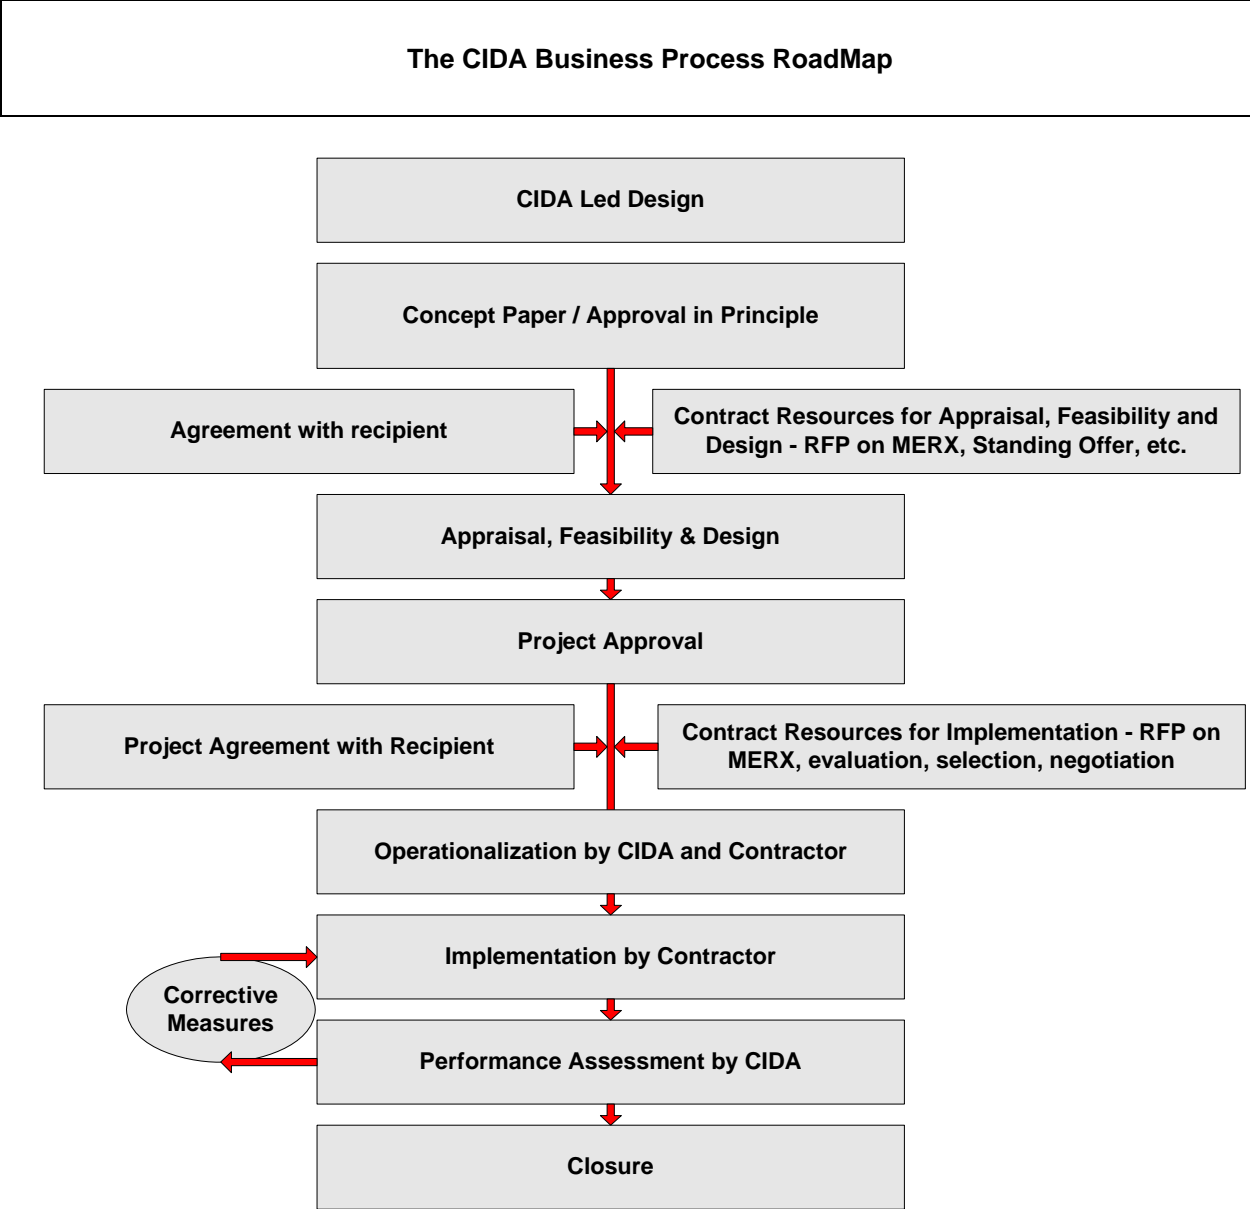 The CIDA Business Process RoadMap
CIDA Led Design
Concept Paper / Approval in Principle
Agreement with recipient
Contract Resources for Appraisal, Feasibility and
Design - RFP on MERX, Standing Offer, etc.
Appraisal, Feasibility & Design
Project Approval
Project Agreement with Recipient
Contract Resources for Implementation - RFP on
MERX, evaluation, selection, negotiation
Operationalization by CIDA and Contractor
Implementation by Contractor
Corrective
Measures
Performance Assessment by CIDA
Closure